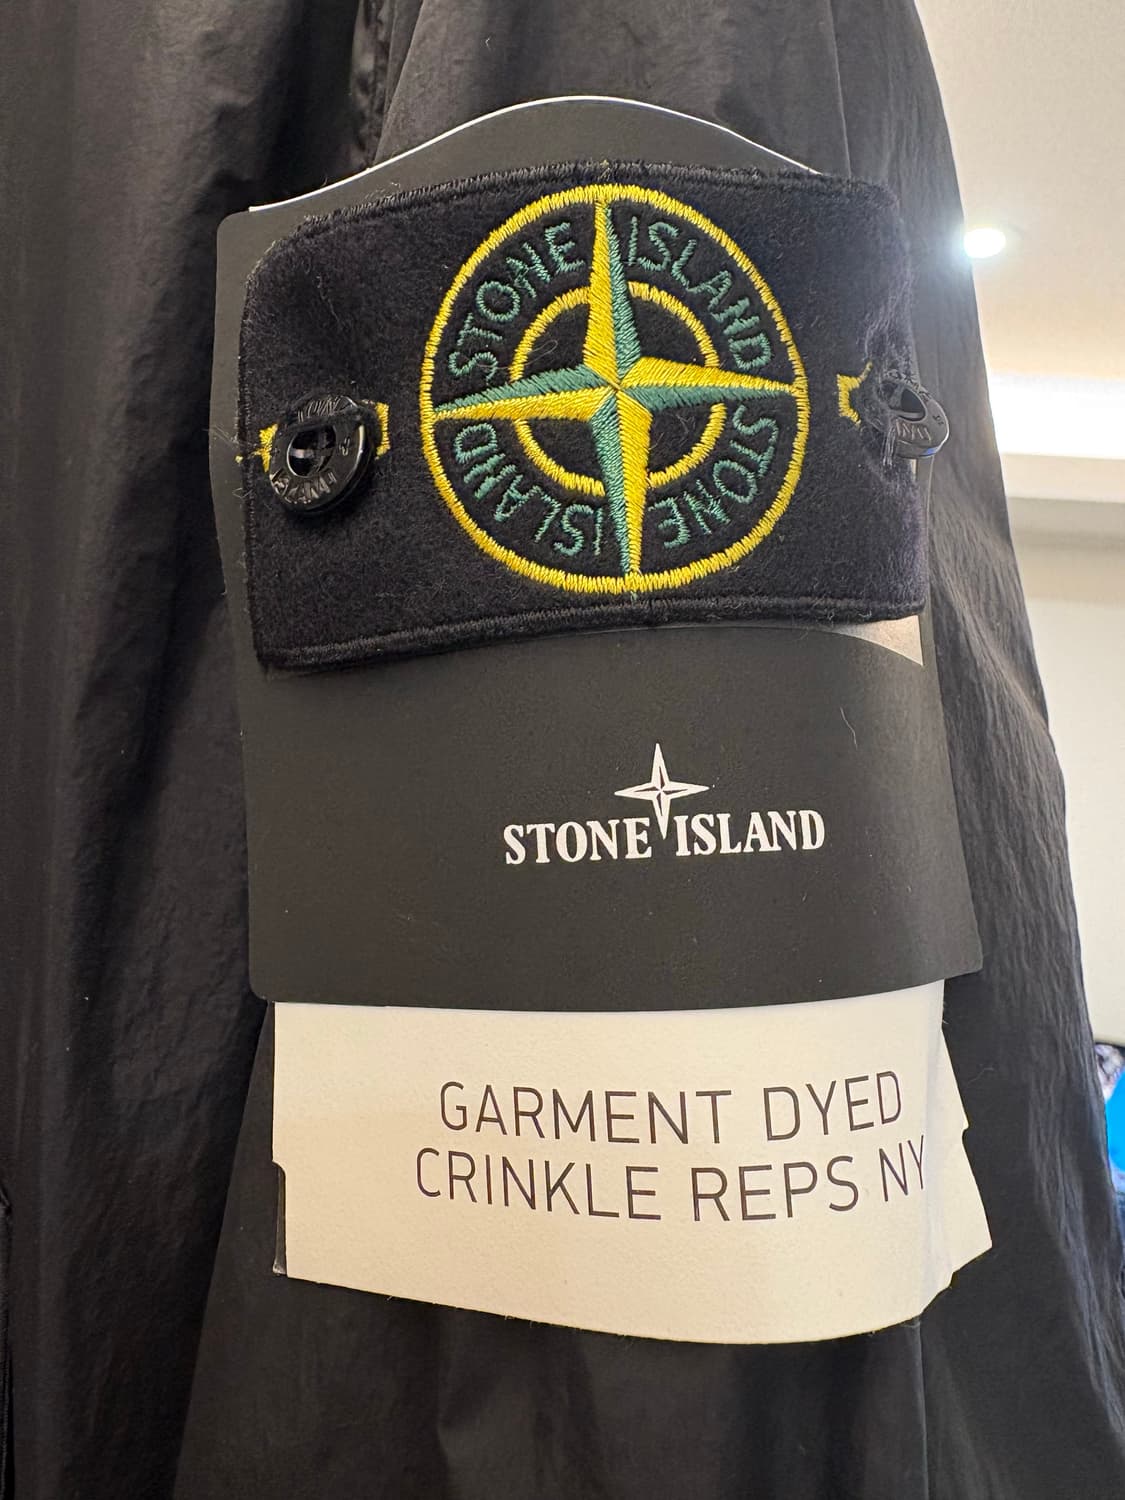 STONE ISLAND
STONE ISLAND
STONE ISLAND
GARMENT DYED
CRINKLE REPS NY